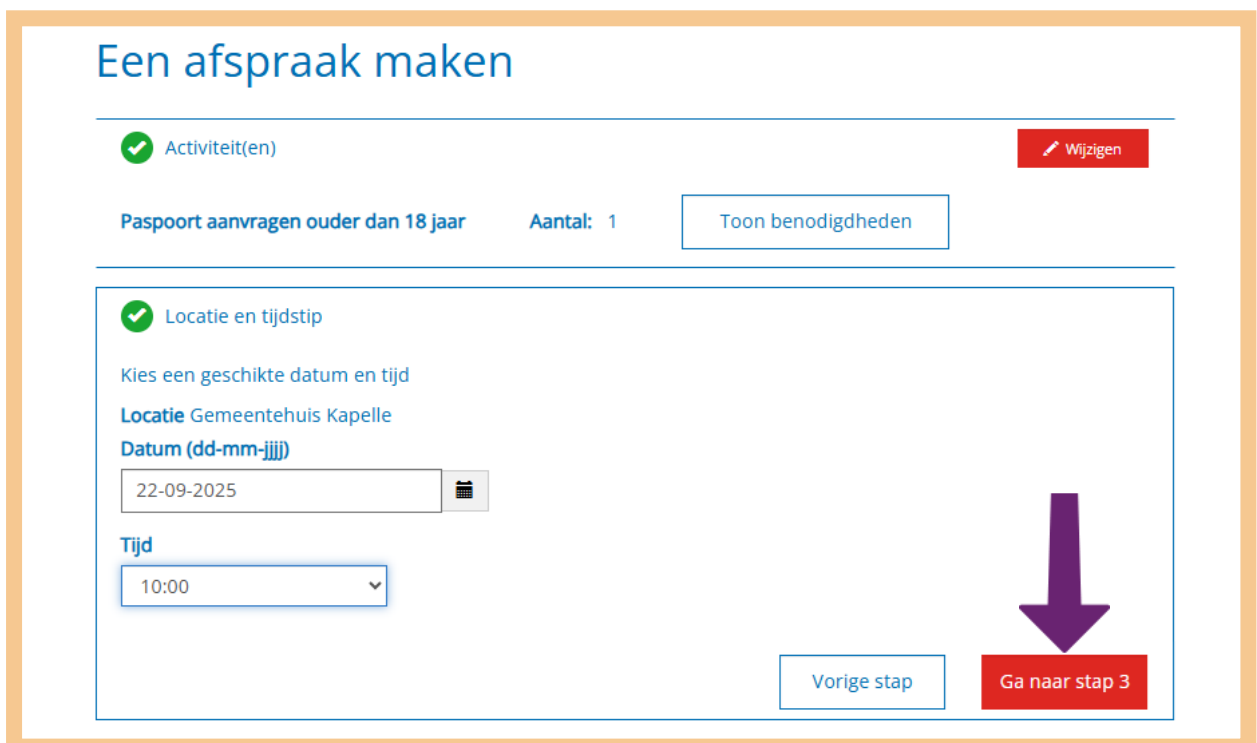 Een afspraak maken
Activiteit(en)
Wijzigen
Paspoort aanvragen ouder dan 18 jaar Aantal: 1 Toon benodigdheden
Locatie en tijdstip
Kies een geschikte datum en tijd
Locatie Gemeentehuis Kapelle
Datum (dd-mm-jjjj)
22-09-2025
Tijd
10:00
Vorige stap Ga naar stap 3